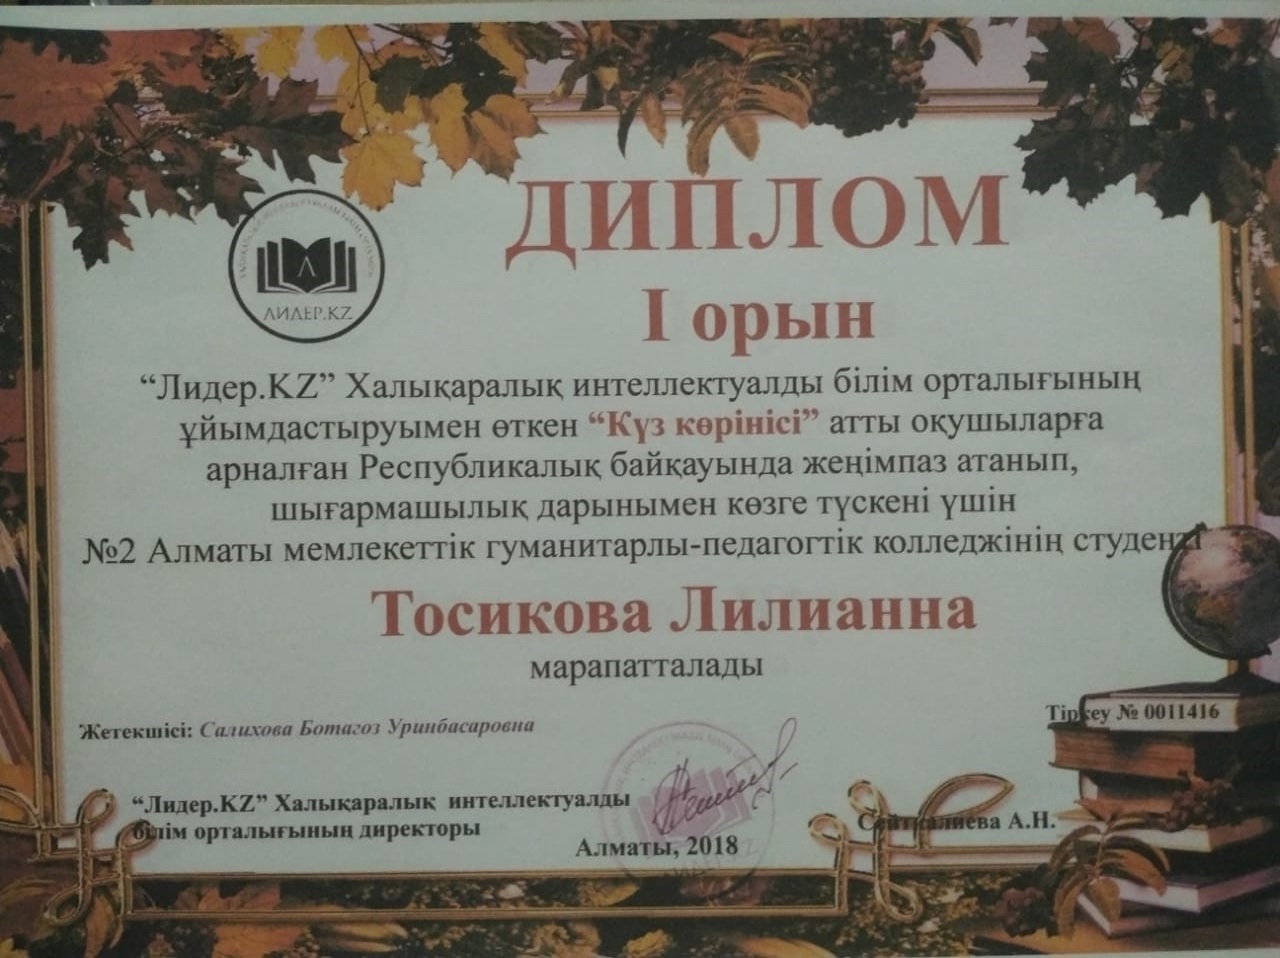 ДИПЛОМ
I орын
ЛИДЕР.KZ
“Лидер.KZ” Халықаралық интеллектуалды білім орталығының
ұйымдастыруымен өткен “Күз көрінісі” атты оқушыларға
арналған Республикалық байқауында жеңімпаз атанып,
шығармашылық дарынымен көзге түскені үшін
№2 Алматы мемлекеттік гуманитарлы-педагогтік колледжінің студенті
Тосикова Лилианна
марапатталады
Жетекшісі: Салихова Ботагоз Уринбасаровна
Тіркеу № 0011416
“Лидер.KZ” Халықаралық интеллектуалды
білім орталығының директоры
Сейткалиева А.Н.
Алматы, 2018